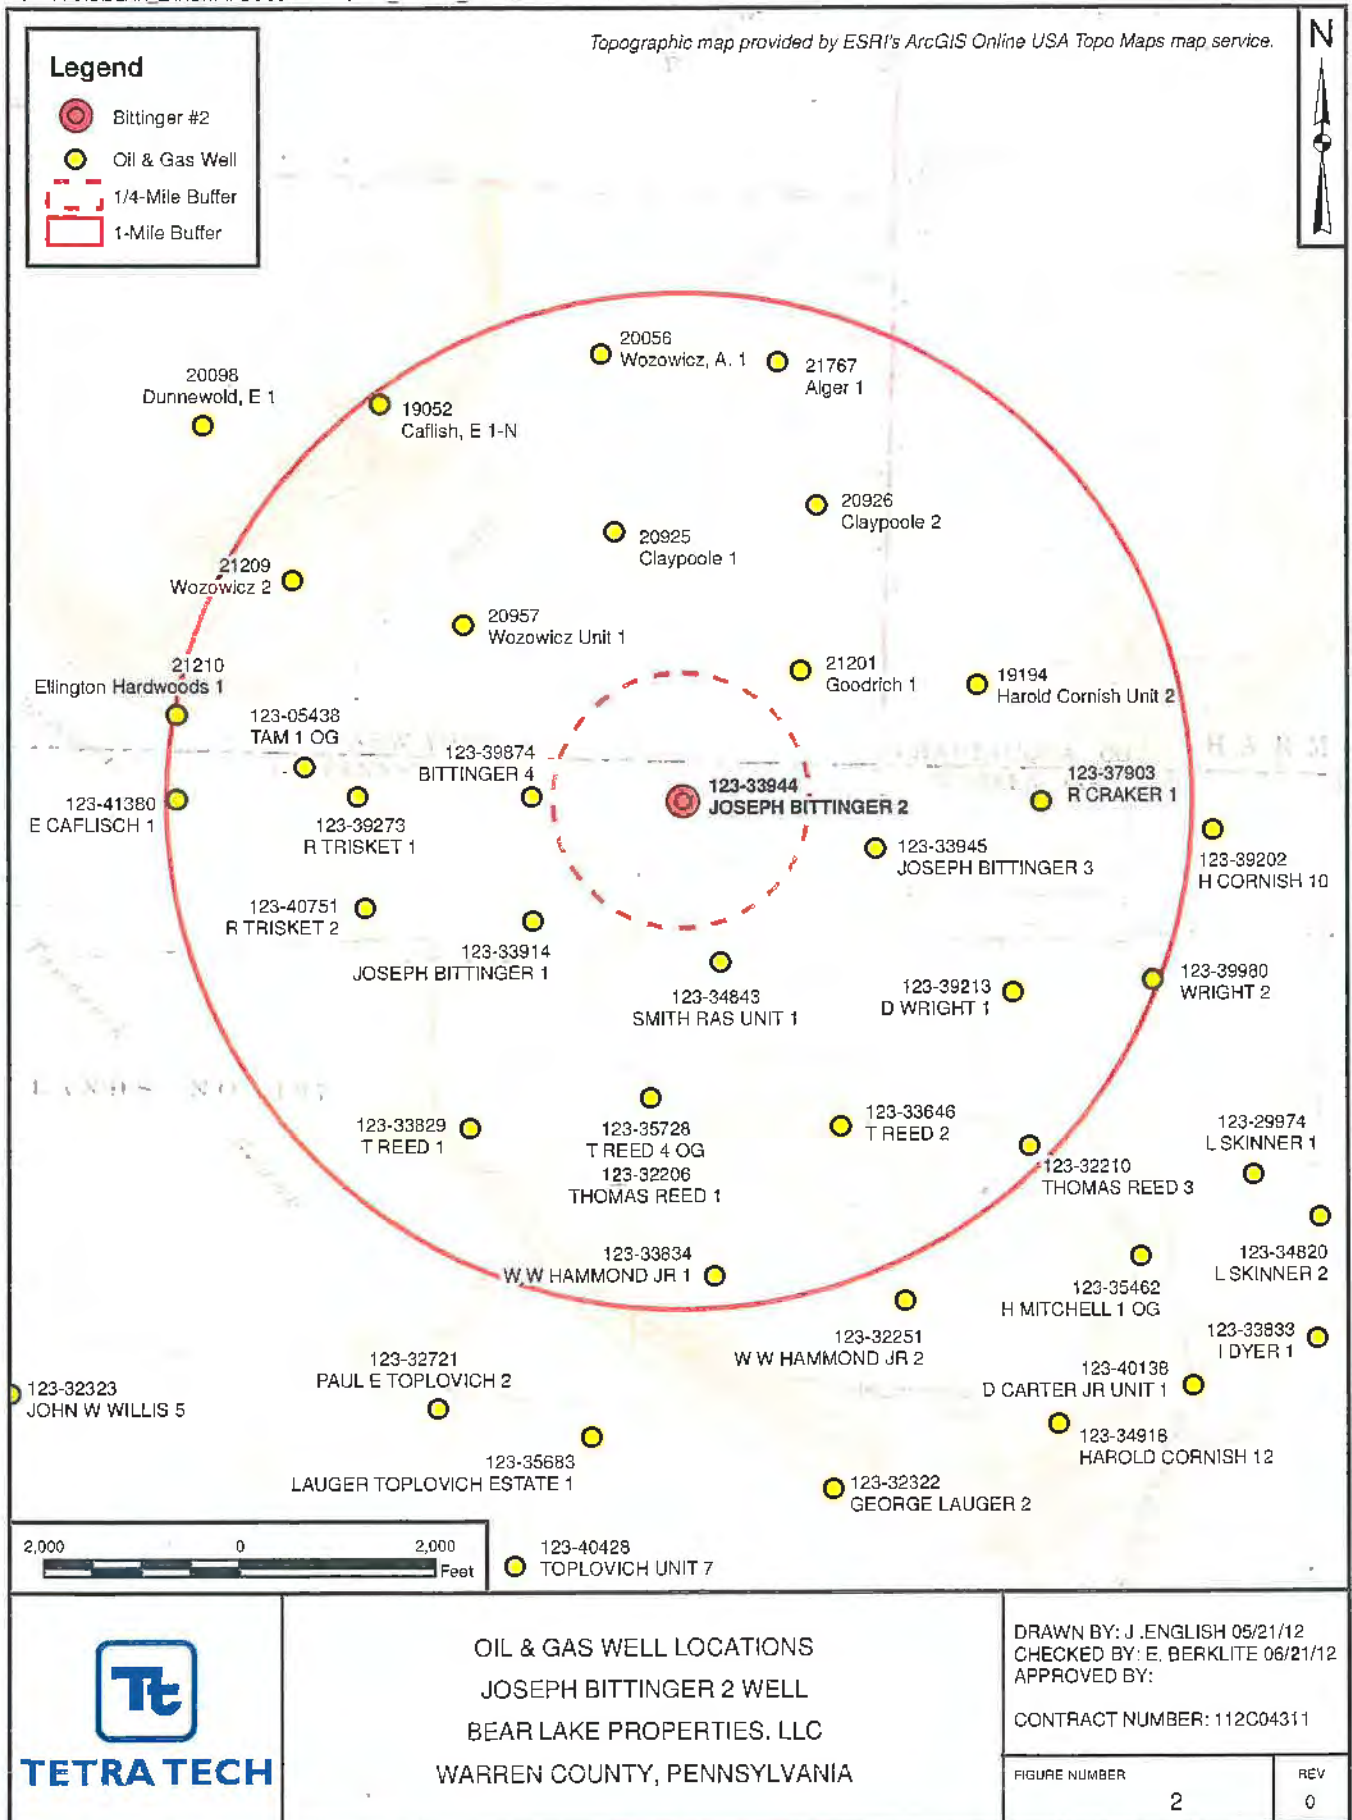 Topographic map provided by ESRI's ArcGIS Online USA Topo Maps map service.
N
Legend
Bittinger #2
Oil & Gas Well
1/4-Mile Buffer
1-Mile Buffer
20056
Wozowicz, A. 1
21767
Alger 1
20098
Dunnewold, E 1
19052
Caflish, E 1-N
20926
Claypoole 2
20925
Claypoole 1
21209
Wozowicz 2
20957
Wozowicz Unit 1
21210
Ellington Hardwoods 1
21201
Goodrich 1
19194
Harold Cornish Unit 2
123-05438
TAM 1 OG
123-39874
BITTINGER 4
H A R M
123-33944
JOSEPH BITTINGER 2
123-37903
R CRAKER 1
123-41380
E CAFLISCH 1
123-39273
R TRISKET 1
123-33945
JOSEPH BITTINGER 3
123-39202
H CORNISH 10
123-40751
R TRISKET 2
123-33914
JOSEPH BITTINGER 1
123-34843
SMITH RAS UNIT 1
123-39213
D WRIGHT 1
123-39980
WRIGHT 2
123-33829
T REED 1
123-35728
T REED 4 OG
123-32206
THOMAS REED 1
123-33646
T REED 2
123-29974
L SKINNER 1
123-32210
THOMAS REED 3
123-33834
W W HAMMOND JR 1
123-34820
L SKINNER 2
123-35462
H MITCHELL 1 OG
123-32251
W W HAMMOND JR 2
123-33833
I DYER 1
123-32721
PAUL E TOPLOVICH 2
123-40138
D CARTER JR UNIT 1
123-32323
JOHN W WILLIS 5
123-34918
HAROLD CORNISH 12
123-35683
LAUGER TOPLOVICH ESTATE 1
123-32322
GEORGE LAUGER 2
2,000 0 2,000
Feet
123-40428
TOPLOVICH UNIT 7
Tt
TETRA TECH
OIL & GAS WELL LOCATIONS
JOSEPH BITTINGER 2 WELL
BEAR LAKE PROPERTIES, LLC
WARREN COUNTY, PENNSYLVANIA
DRAWN BY: J .ENGLISH 05/21/12
CHECKED BY: E. BERKLITE 06/21/12
APPROVED BY:
CONTRACT NUMBER: 112C04311
FIGURE NUMBER
2
REV
0